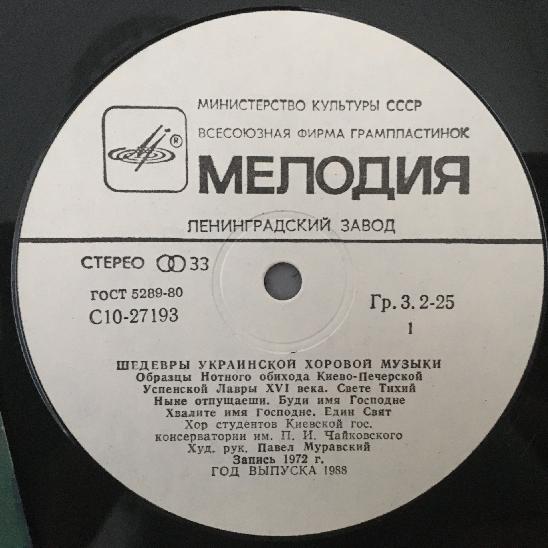 МИНИСТЕРСТВО КУЛЬТУРЫ СССР
ВСЕСОЮЗНАЯ ФИРМА ГРАМПЛАСТИНОК
®
МЕЛОДИЯ
ЛЕНИНГРАДСКИЙ ЗАВОД
СТЕРЕО 33
ГОСТ 5289-80
С10-27193
Гр. 3. 2-25
1
ШЕДЕВРЫ УКРАИНСКОЙ ХОРОВОЙ МУЗЫКИ
Образцы Нотного обихода Киево-Печерской
Успенской Лавры XVI века. Свете Тихий
Ныне отпущаеши. Буди имя Господне
Хвалите имя Господне. Един Свят
Хор студентов Киевской гос.
консерватории им. П. И. Чайковского
Худ. рук. Павел Муравский
Запись 1972 г.
ГОД ВЫПУСКА 1988